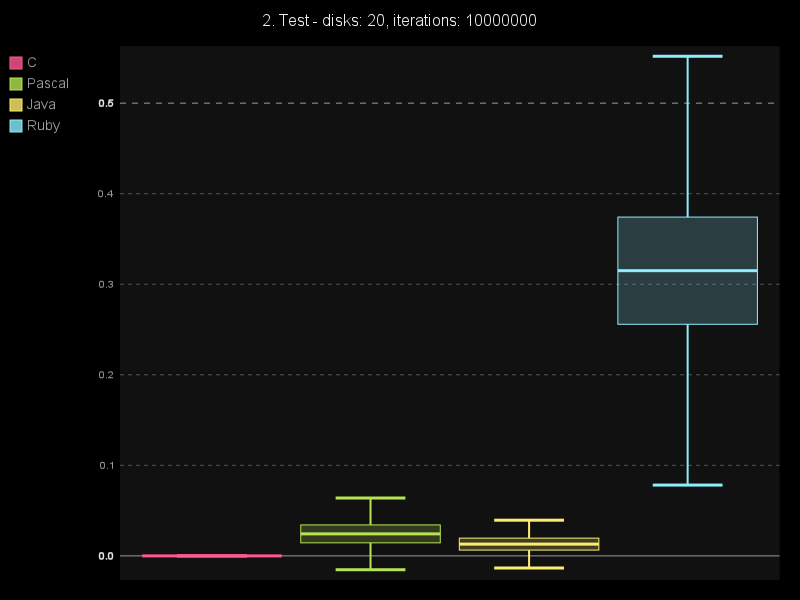 2. Test - disks: 20, iterations: 10000000
C
Pascal
Java
Ruby
0.5
0.4
0.3
0.2
0.1
0.0